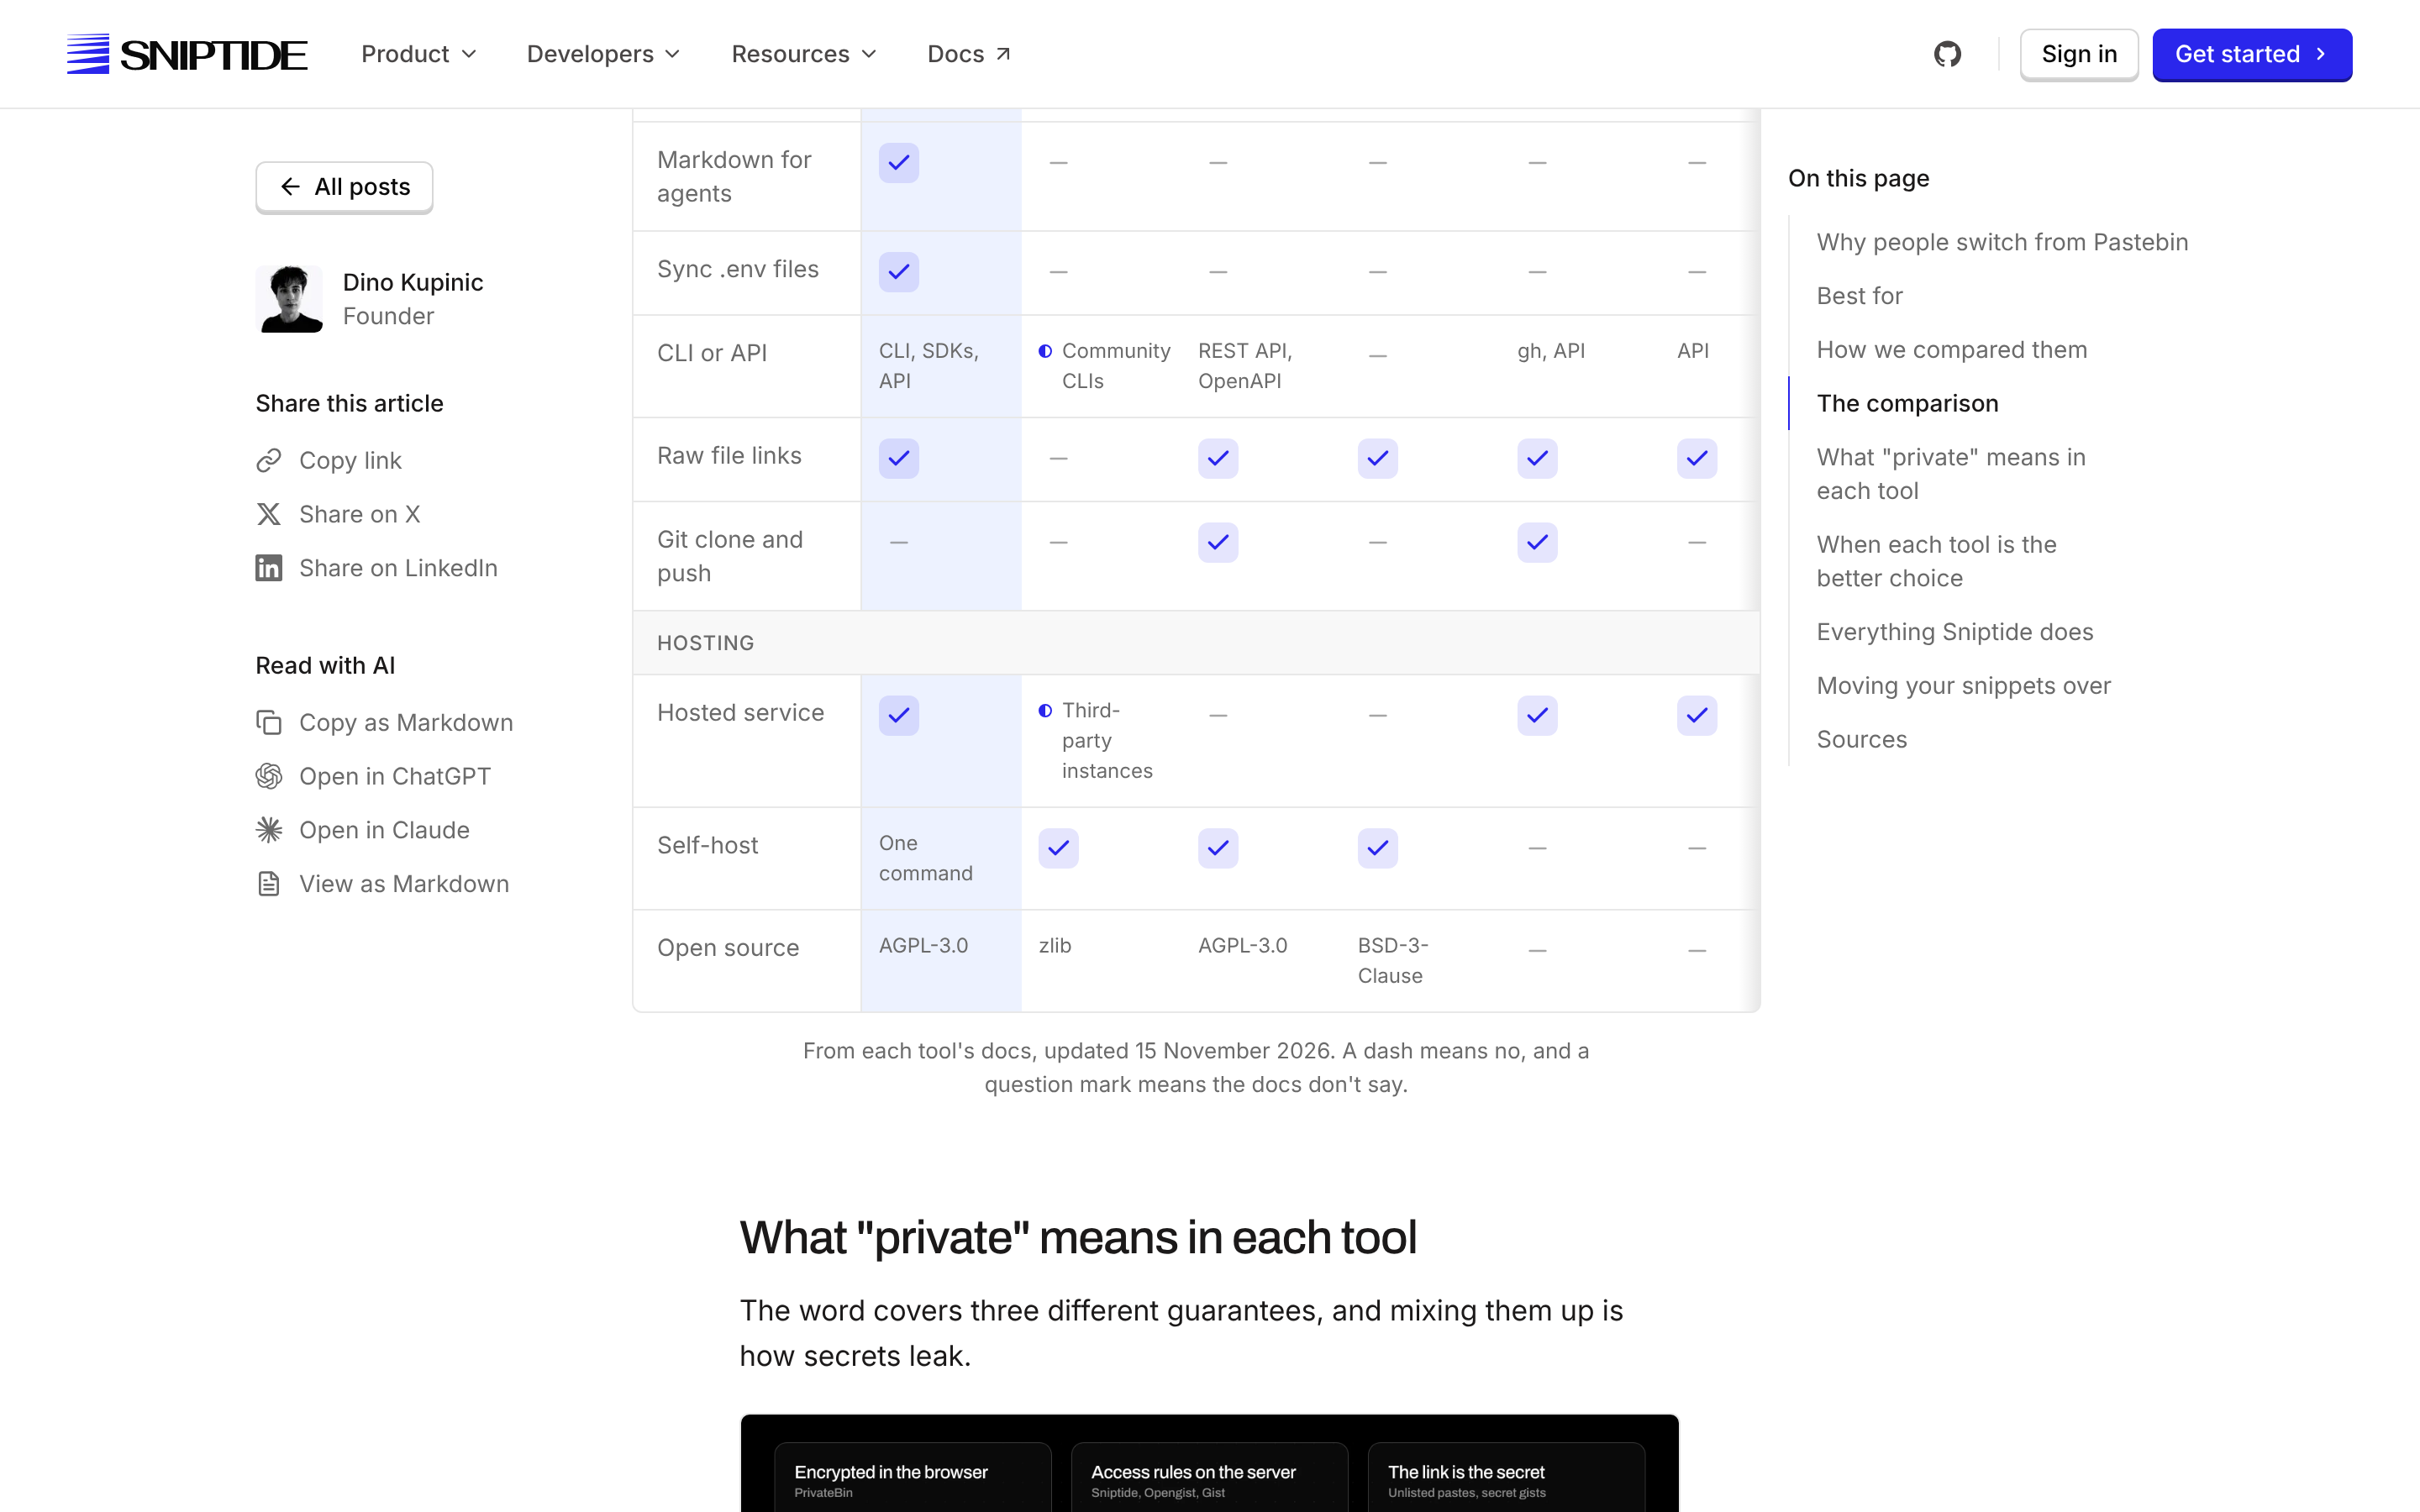 SNIPTIDE
Product
Developers
Resources
Docs
Sign in
Get started
All posts
Dino Kupinic
Founder
Share this article
Copy link
Share on X
Share on LinkedIn
Read with AI
Copy as Markdown
Open in ChatGPT
Open in Claude
View as Markdown
Markdown for
agents
— — — — —
Sync .env files
— — — — —
CLI or API
CLI, SDKs,
API
Community
CLIs
REST API,
OpenAPI
—
gh, API
API
Raw file links
—
Git clone and
push
— — — —
HOSTING
Hosted service
Third-
party
instances
— —
Self-host
One
command
— —
Open source
AGPL-3.0
zlib
AGPL-3.0
BSD-3-
Clause
— —
From each tool's docs, updated 15 November 2026. A dash means no, and a
question mark means the docs don't say.
What "private" means in each tool
The word covers three different guarantees, and mixing them up is
how secrets leak.
Encrypted in the browser
PrivateBin
Access rules on the server
Sniptide, Opengist, Gist
The link is the secret
Unlisted pastes, secret gists
On this page
Why people switch from Pastebin
Best for
How we compared them
The comparison
What "private" means in
each tool
When each tool is the
better choice
Everything Sniptide does
Moving your snippets over
Sources